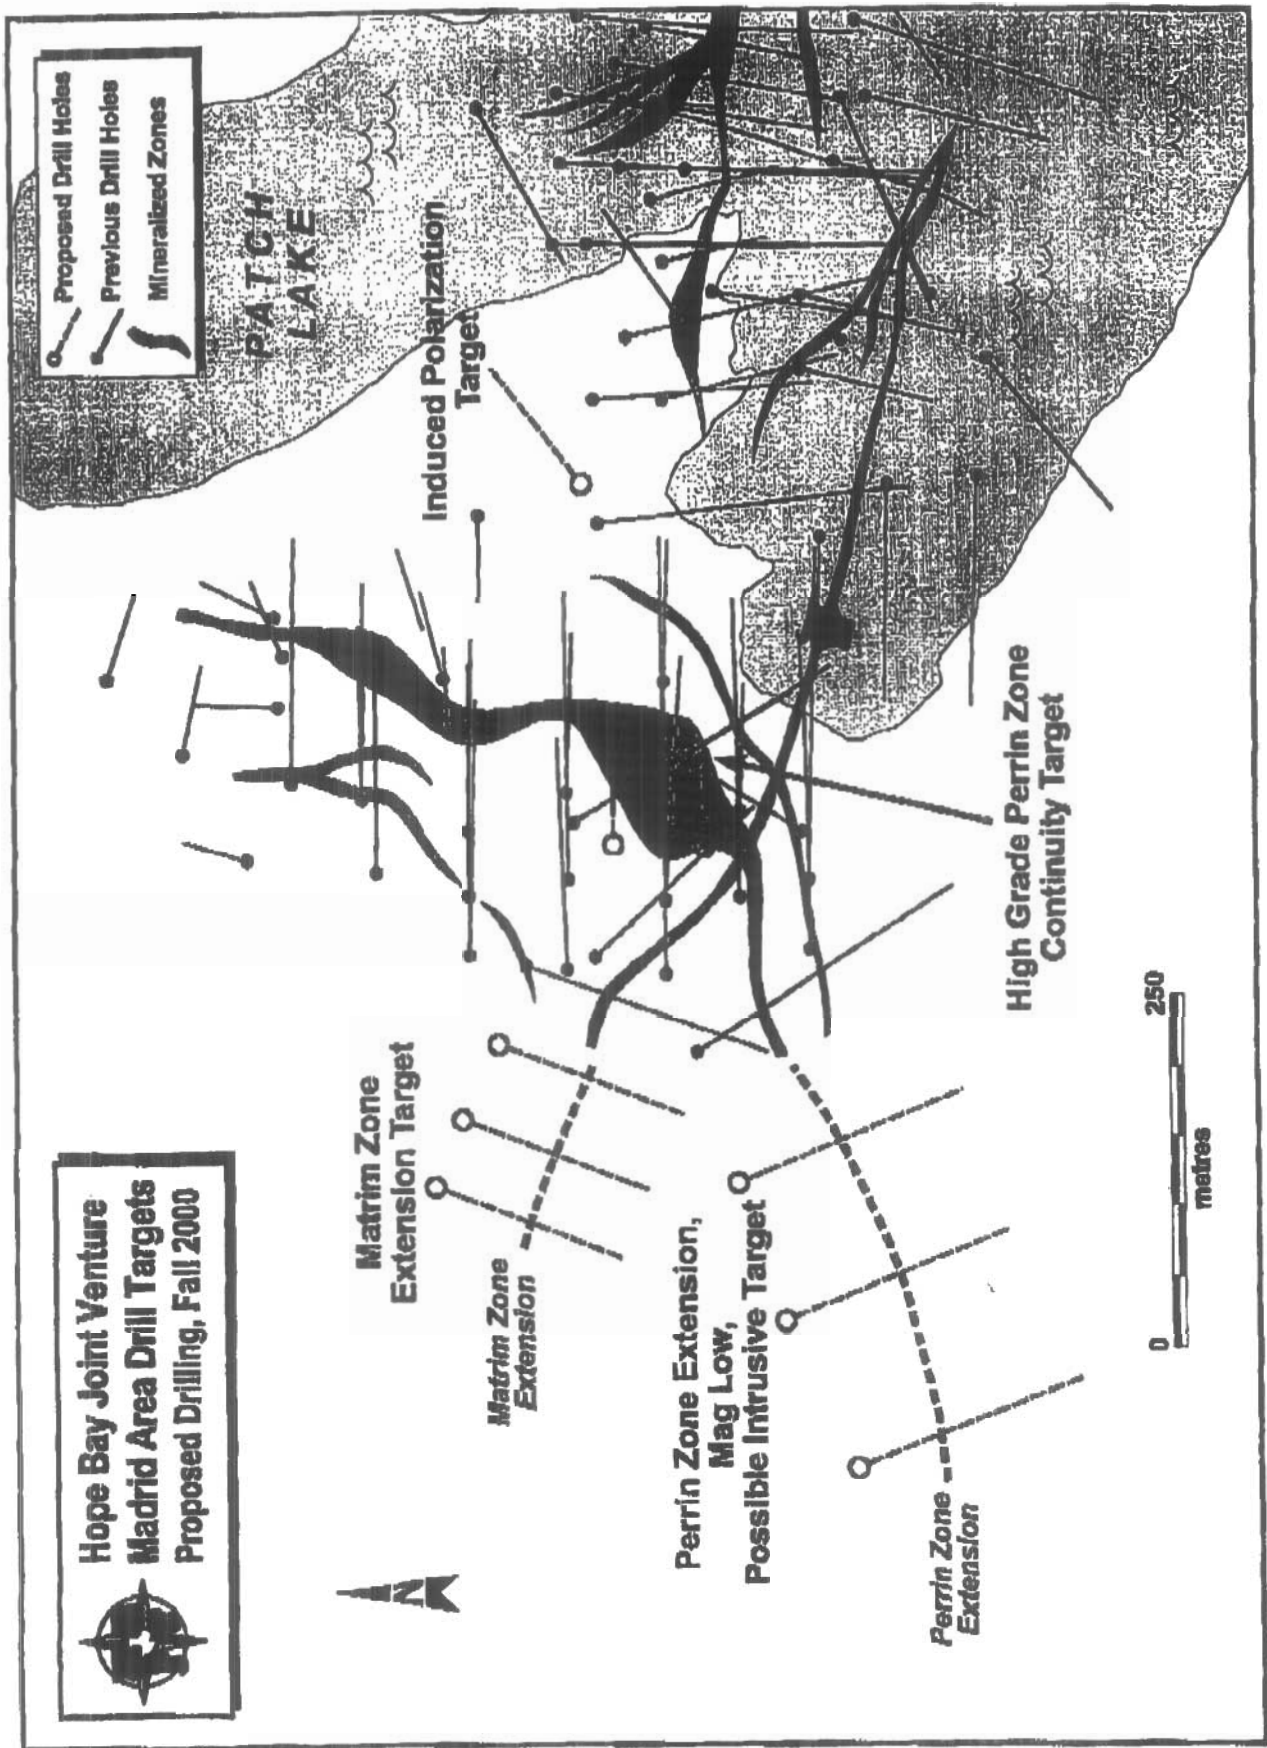 Hope Bay Joint Venture
Madrid Area Drill Targets
Proposed Drilling, Fall 2000
N
Proposed Drill Holes
Previous Drill Holes
Mineralized Zones
PATCH
LAKE
Induced Polarization
Target
Matrim Zone
Extension Target
Matrim Zone
Extension
Perrin Zone Extension,
Mag Low,
Possible Intrusive Target
Perrin Zone
Extension
High Grade Perrin Zone
Continuity Target
0
250
metres